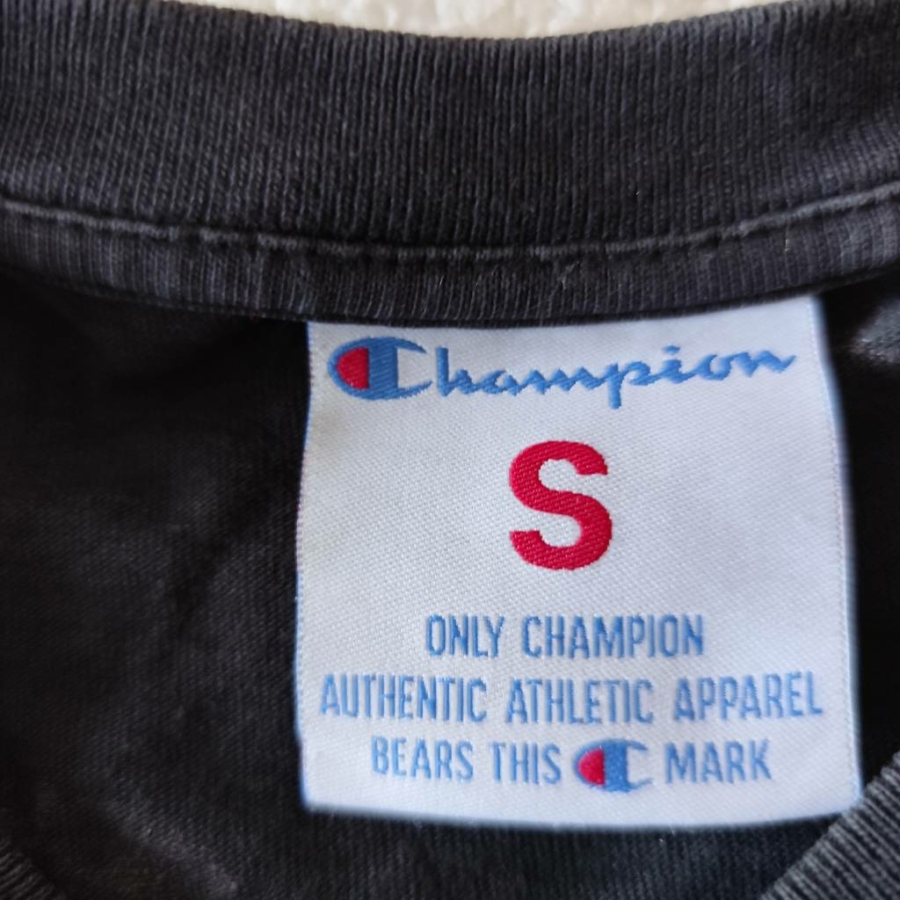 Champion
S
ONLY CHAMPION
AUTHENTIC ATHLETIC APPAREL
BEARS THIS C MARK